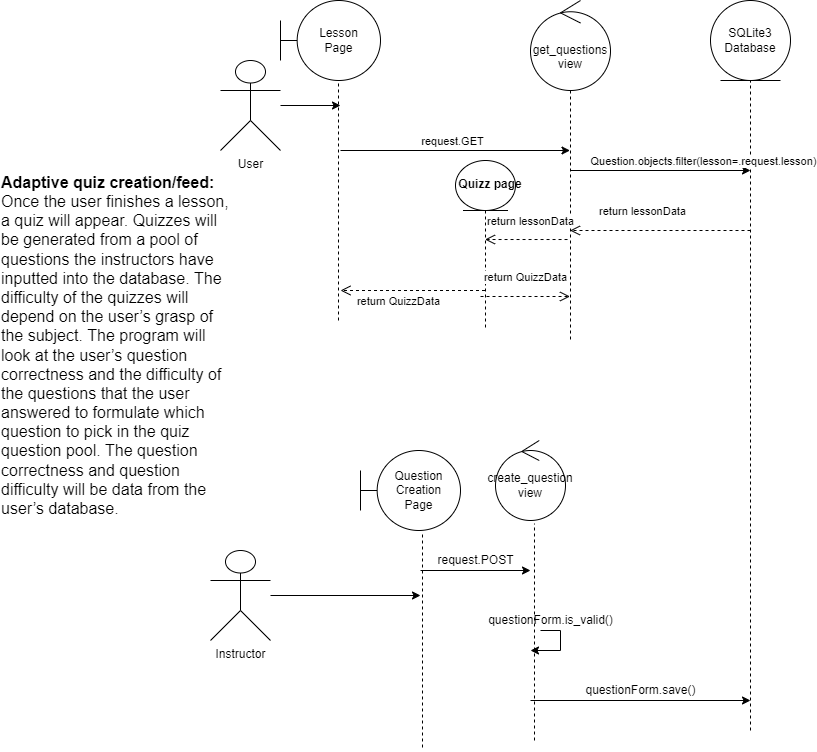 Lesson
Page
get_questions
view
SQLite3
Database
User
request.GET
Question.objects.filter(lesson=.request.lesson)
Quizz page
return lessonData
return lessonData
return QuizzData
return QuizzData
Adaptive quiz creation/feed:
Once the user finishes a lesson,
a quiz will appear. Quizzes will
be generated from a pool of
questions the instructors have
inputted into the database. The
difficulty of the quizzes will
depend on the user’s grasp of
the subject. The program will
look at the user’s question
correctness and the difficulty of
the questions that the user
answered to formulate which
question to pick in the quiz
question pool. The question
correctness and question
difficulty will be data from the
user’s database.
Question
Creation
Page
create_question
view
Instructor
request.POST
questionForm.is_valid()
questionForm.save()